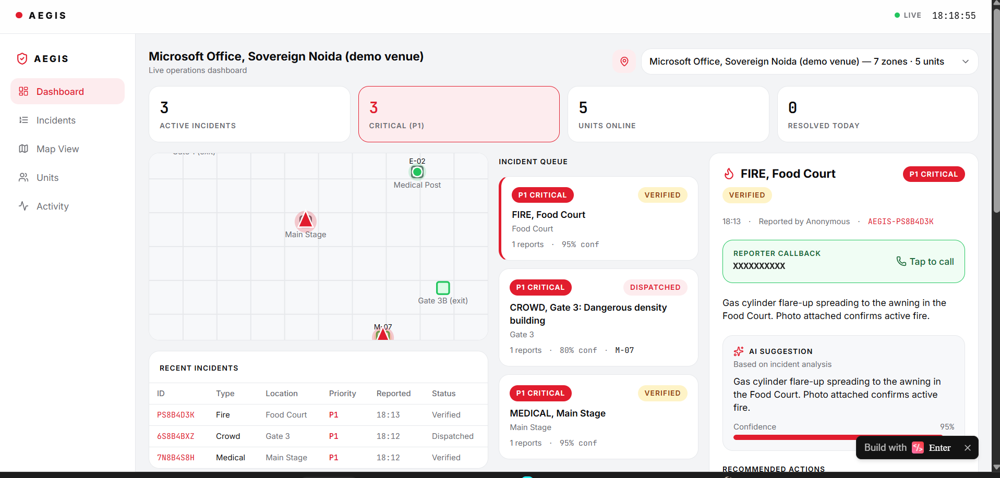 AEGIS
LIVE 18:18:55
AEGIS
Dashboard
Incidents
Map View
Units
Activity
Microsoft Office, Sovereign Noida (demo venue)
Live operations dashboard
Microsoft Office, Sovereign Noida (demo venue) — 7 zones · 5 units
3
ACTIVE INCIDENTS
3
CRITICAL (P1)
5
UNITS ONLINE
0
RESOLVED TODAY
(exit)
E-02
Medical Post
Main Stage
Gate 3B (exit)
M-07
RECENT INCIDENTS
ID Type Location Priority Reported Status
PS8B4D3K Fire Food Court P1 18:13 Verified
6S8B4BXZ Crowd Gate 3 P1 18:12 Dispatched
7N8B4S8H Medical Main Stage P1 18:12 Verified
INCIDENT QUEUE
P1 CRITICAL VERIFIED
FIRE, Food Court
Food Court
1 reports · 95% conf
P1 CRITICAL DISPATCHED
CROWD, Gate 3: Dangerous density
building
Gate 3
1 reports · 80% conf · M-07
P1 CRITICAL VERIFIED
MEDICAL, Main Stage
Main Stage
1 reports · 95% conf
FIRE, Food Court P1 CRITICAL
VERIFIED
18:13 · Reported by Anonymous · AEGIS-PS8B4D3K
REPORTER CALLBACK
XXXXXXXXXX
Tap to call
Gas cylinder flare-up spreading to the awning in the
Food Court. Photo attached confirms active fire.
AI SUGGESTION
Based on incident analysis
Gas cylinder flare-up spreading to the awning in
the Food Court. Photo attached confirms active
fire.
Confidence 95%
Build with Enter
RECOMMENDED ACTIONS